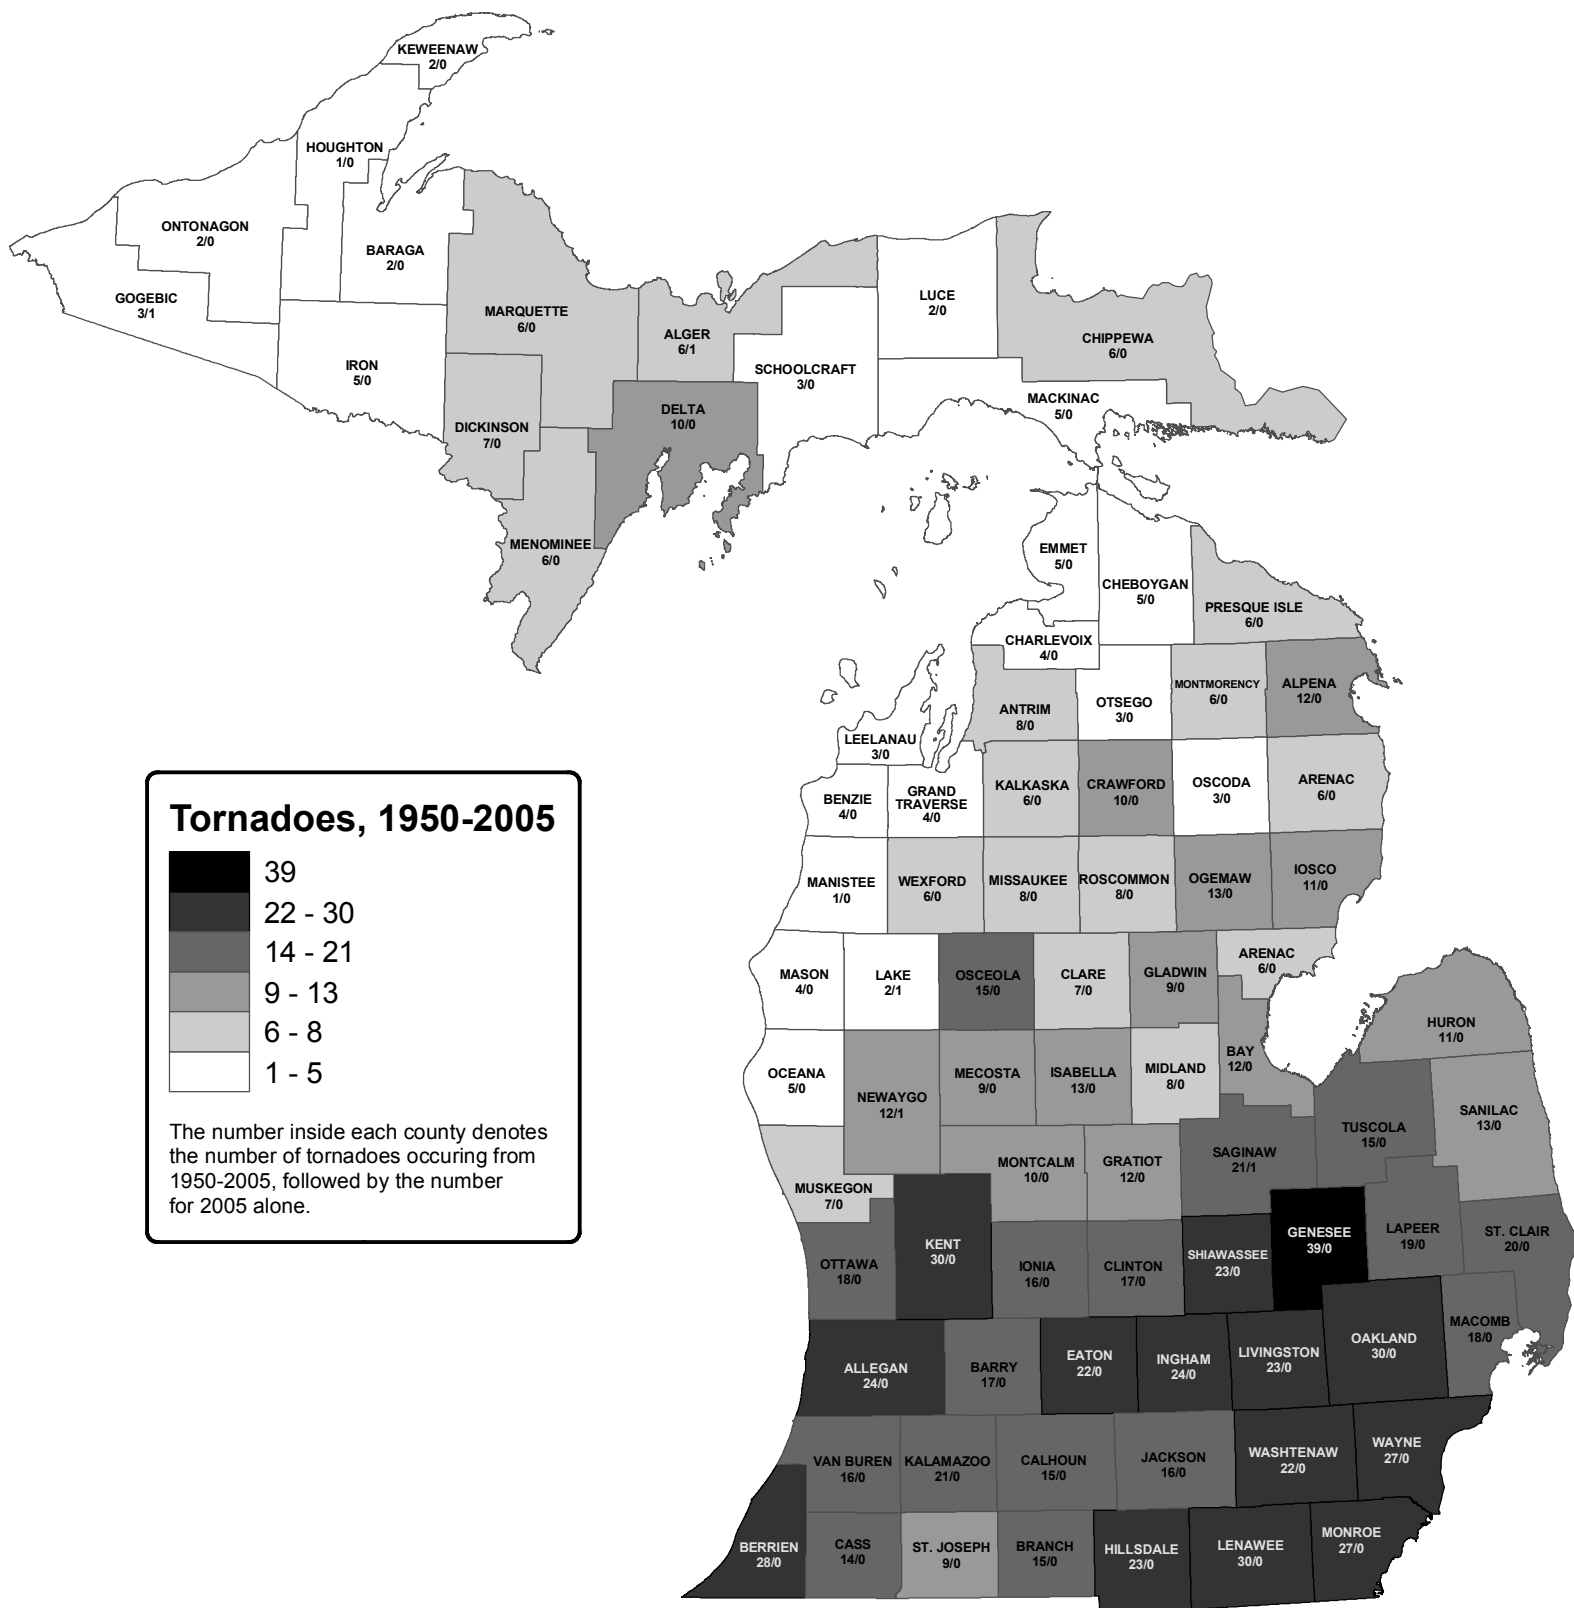 KEWEENAW
2/0
HOUGHTON
1/0
ONTONAGON
2/0
BARAGA
2/0
GOGEBIC
3/1
MARQUETTE
6/0
LUCE
2/0
ALGER
6/1
CHIPPEWA
6/0
IRON
5/0
SCHOOLCRAFT
3/0
MACKINAC
5/0
DELTA
10/0
DICKINSON
7/0
MENOMINEE
6/0
EMMET
5/0
CHEBOYGAN
5/0
PRESQUE ISLE
6/0
CHARLEVOIX
4/0
ANTRIM
8/0
OTSEGO
3/0
MONTMORENCY
6/0
ALPENA
12/0
LEELANAU
3/0
BENZIE
4/0
GRAND
TRAVERSE
4/0
KALKASKA
6/0
CRAWFORD
10/0
OSCODA
3/0
ARENAC
6/0
Tornadoes, 1950-2005
39
22 - 30
14 - 21
9 - 13
6 - 8
1 - 5
The number inside each county denotes
the number of tornadoes occuring from
1950-2005, followed by the number
for 2005 alone.
MANISTEE
1/0
WEXFORD
6/0
MISSAUKEE
8/0
ROSCOMMON
8/0
OGEMAW
13/0
IOSCO
11/0
MASON
4/0
LAKE
2/1
OSCEOLA
15/0
CLARE
7/0
GLADWIN
9/0
ARENAC
6/0
HURON
11/0
OCEANA
5/0
NEWAYGO
12/1
MECOSTA
9/0
ISABELLA
13/0
MIDLAND
8/0
BAY
12/0
TUSCOLA
15/0
SANILAC
13/0
MUSKEGON
7/0
MONTCALM
10/0
GRATIOT
12/0
SAGINAW
21/1
OTTAWA
18/0
KENT
30/0
IONIA
16/0
CLINTON
17/0
SHIAWASSEE
23/0
GENESEE
39/0
LAPEER
19/0
ST. CLAIR
20/0
ALLEGAN
24/0
BARRY
17/0
EATON
22/0
INGHAM
24/0
LIVINGSTON
23/0
OAKLAND
30/0
MACOMB
18/0
VAN BUREN
16/0
KALAMAZOO
21/0
CALHOUN
15/0
JACKSON
16/0
WASHTENAW
22/0
WAYNE
27/0
BERRIEN
28/0
CASS
14/0
ST. JOSEPH
9/0
BRANCH
15/0
HILLSDALE
23/0
LENAWEE
30/0
MONROE
27/0